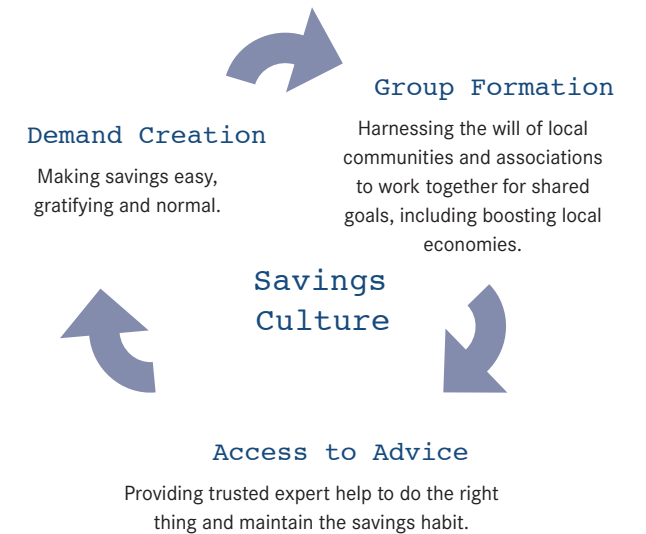 Demand Creation
Making savings easy,
gratifying and normal.
Group Formation
Harnessing the will of local
communities and associations
to work together for shared
goals, including boosting local
economies.
Savings
Culture
Access to Advice
Providing trusted expert help to do the right
thing and maintain the savings habit.